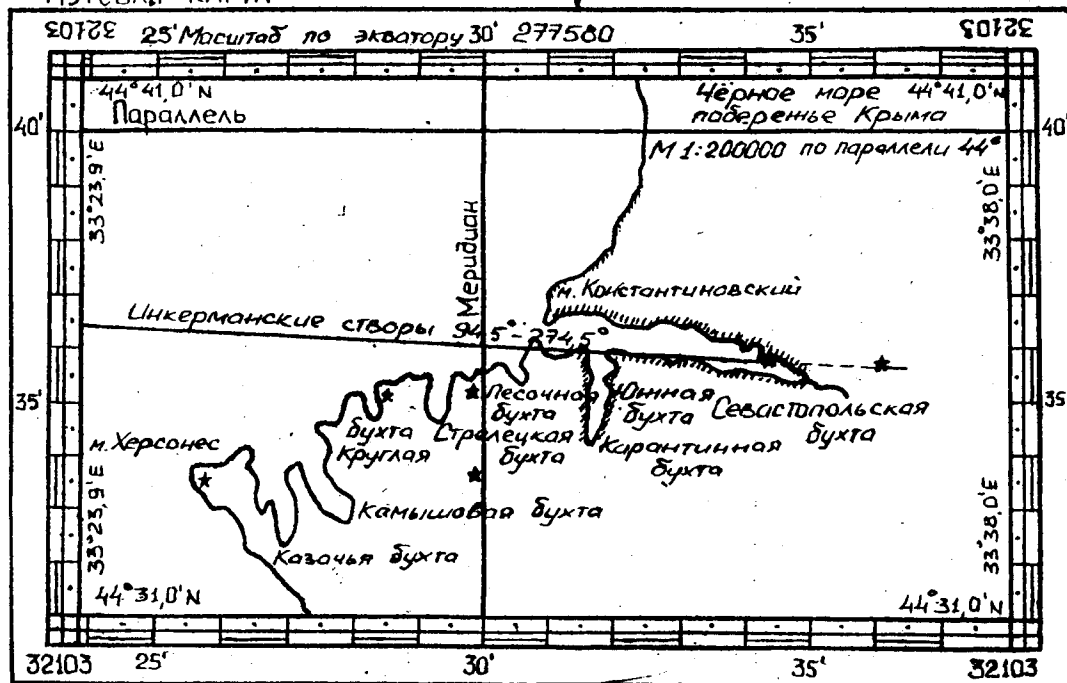 32103 25' Масштаб по экватору 30' 277580 35' 32103
44°41,0'N
Чёрное море 44°41,0'N
Параллель
побережье Крыма
40'
40'
М 1:200000 по параллели 44°
33°23,9'E
33°38,0'E
Меридиан
м. Константиновский
Инкерманские створы 94,5°-274,5°
35'
35'
Песочная бухта
Южная бухта
Севастопольская бухта
м. Херсонес
бухта Круглая
Стрелецкая бухта
Карантинная бухта
33°23,9'E
33°38,0'E
Камышовая бухта
Казачья бухта
44°31,0'N
44°31,0'N
32103 25' 30' 35' 32103